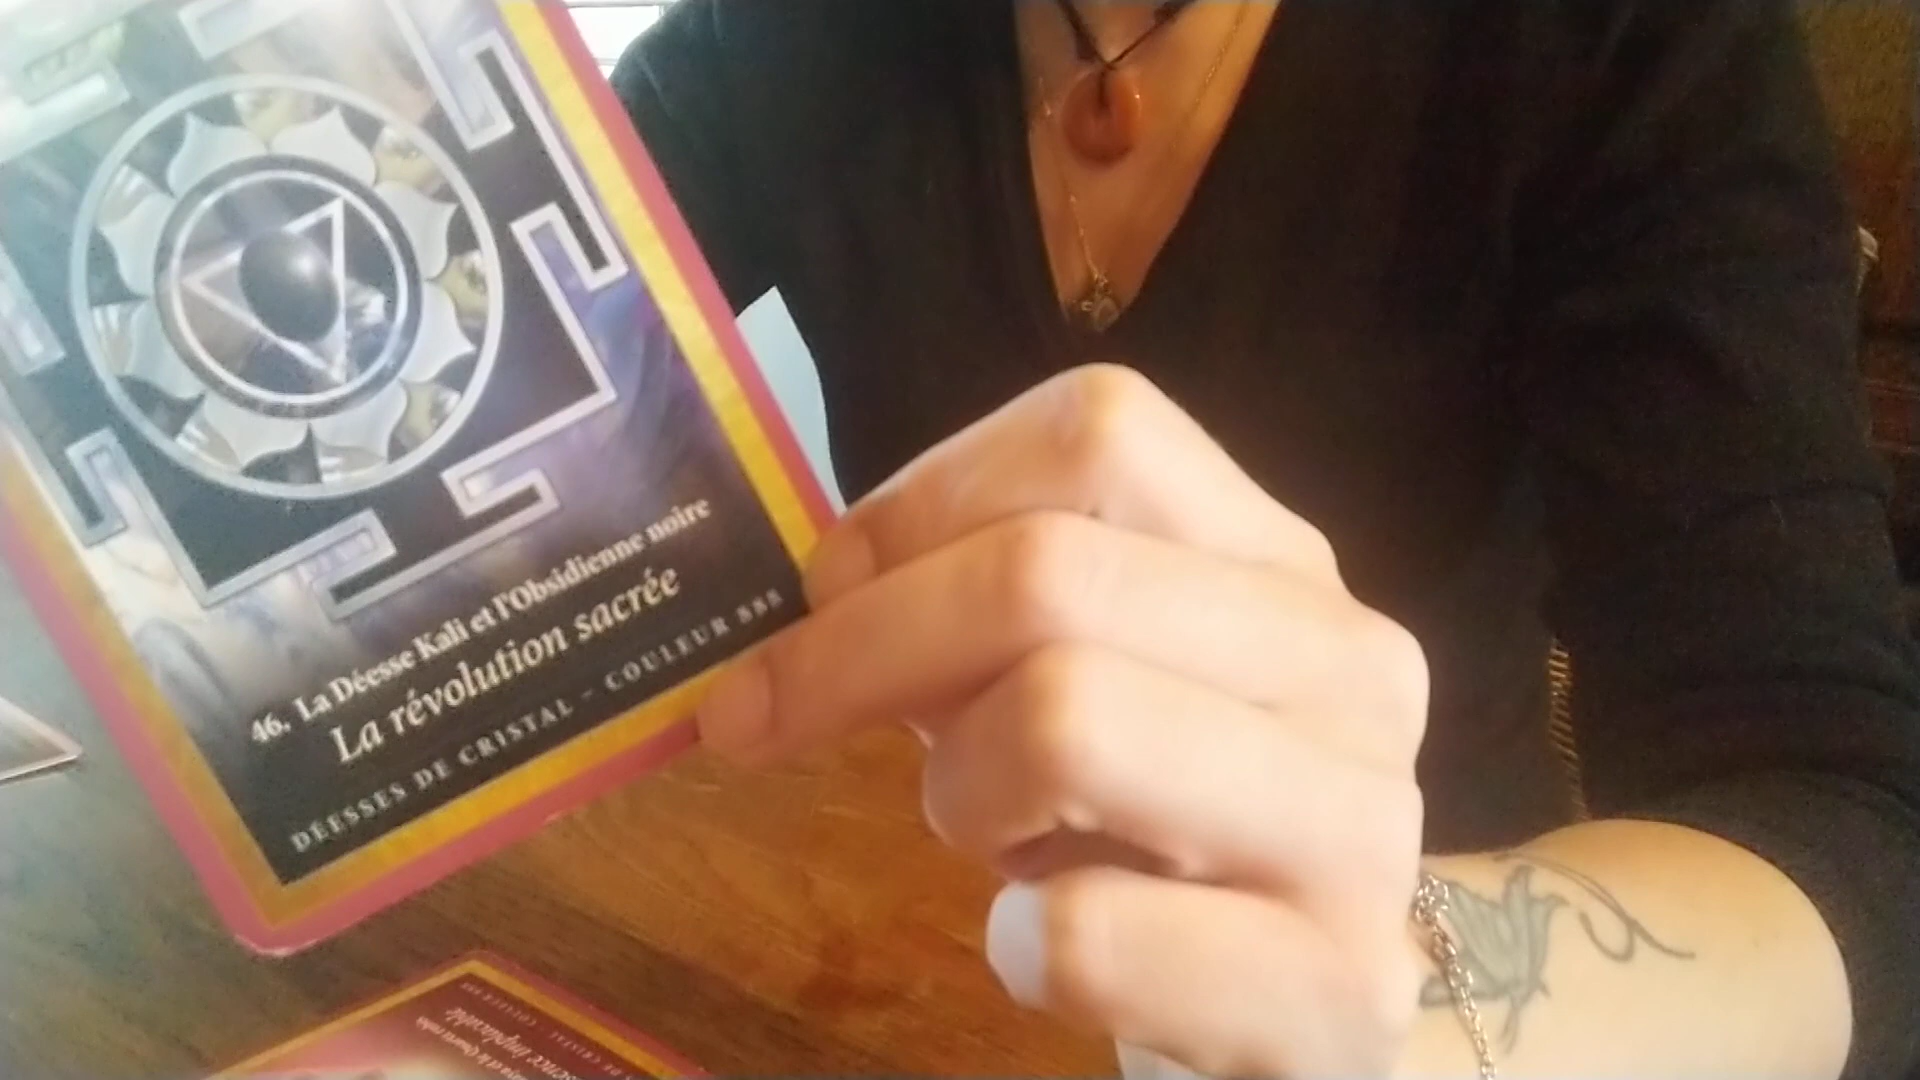 46. La Déesse Kali et l'Obsidienne noire
La révolution sacrée
DÉESSES DE CRISTAL – COULEUR 888